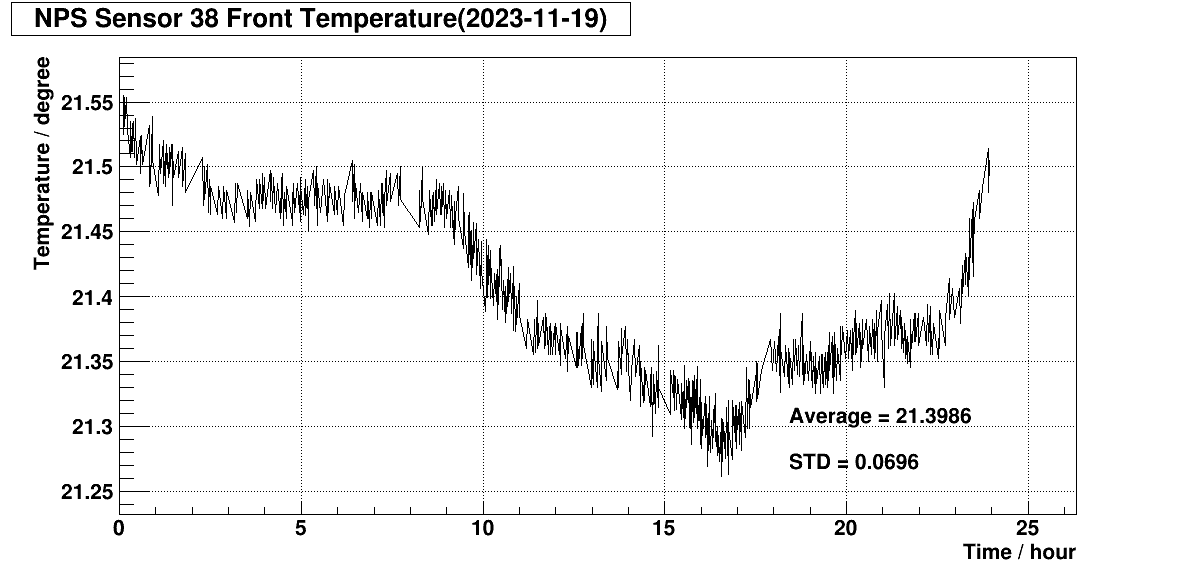 NPS Sensor 38 Front Temperature(2023-11-19)
Temperature / degree
21.55
21.5
21.45
21.4
21.35
21.3
21.25
Average = 21.3986
STD = 0.0696
0 5 10 15 20 25
Time / hour